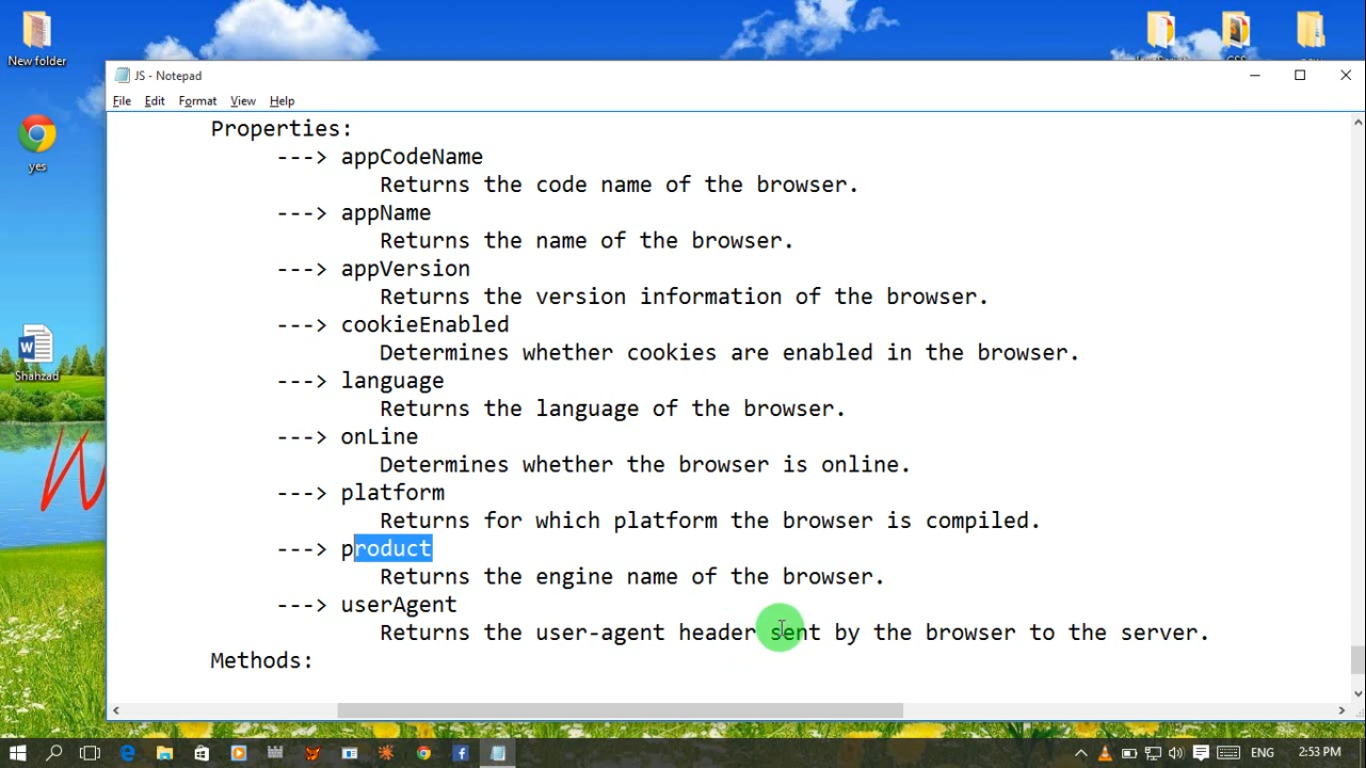 New folder
JS - Notepad
File Edit Format View Help
yes
Shahzad
Properties:
---> appCodeName
Returns the code name of the browser.
---> appName
Returns the name of the browser.
---> appVersion
Returns the version information of the browser.
---> cookieEnabled
Determines whether cookies are enabled in the browser.
---> language
Returns the language of the browser.
---> onLine
Determines whether the browser is online.
---> platform
Returns for which platform the browser is compiled.
---> product
Returns the engine name of the browser.
---> userAgent
Returns the user-agent header sent by the browser to the server.
Methods:
ENG 2:53 PM